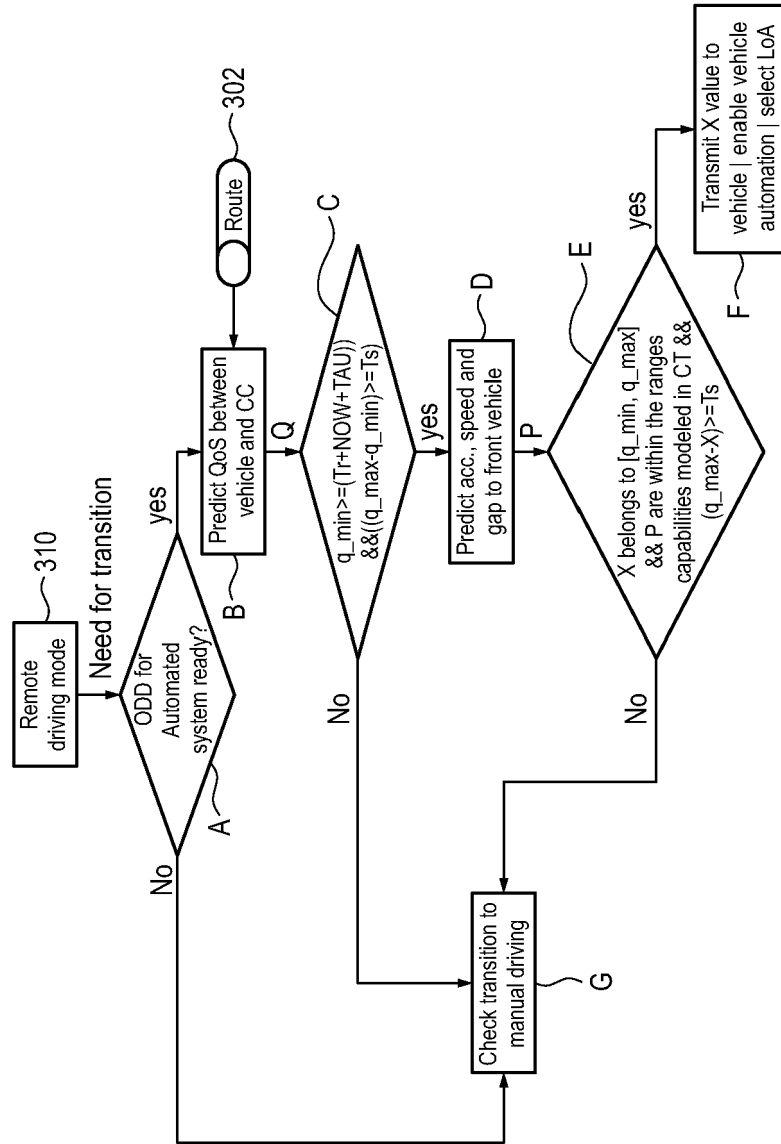 310
Remote
driving mode
Need for transition
ODD for
Automated
system ready?
A
No
yes
302
Route
Predict QoS between
vehicle and CC
B
Q
C
q_min>=(Tr+NOW+TAU))
&&((q_max-q_min)>=Ts)
No
yes
D
Predict acc., speed and
gap to front vehicle
P
E
X belongs to [q_min, q_max]
&& P are within the ranges
capabilities modeled in CT &&
(q_max-X)>=Ts
No
yes
Check transition to
manual driving
G
Transmit X value to
vehicle | enable vehicle
automation | select LoA
F